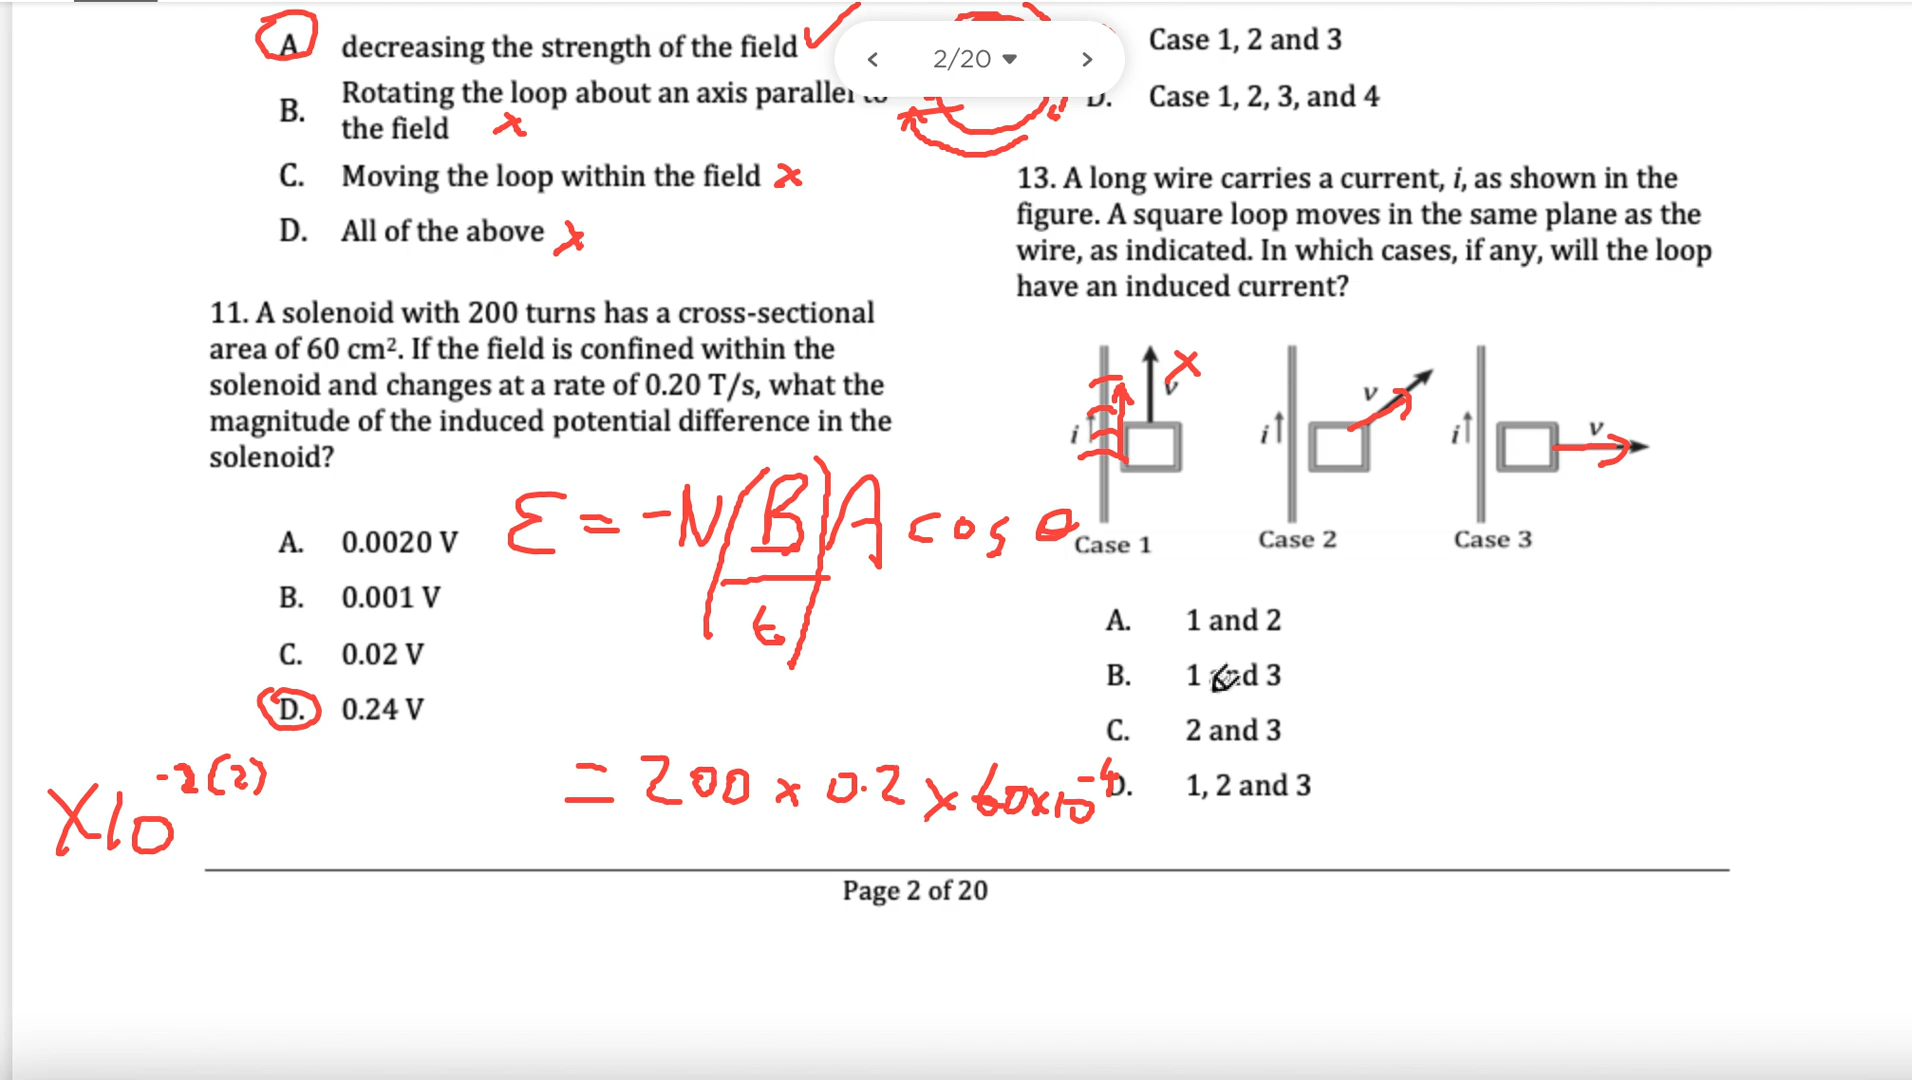 A decreasing the strength of the field
B. Rotating the loop about an axis parallel to
the field
C. Moving the loop within the field
D. All of the above
11. A solenoid with 200 turns has a cross-sectional
area of 60 cm². If the field is confined within the
solenoid and changes at a rate of 0.20 T/s, what the
magnitude of the induced potential difference in the
solenoid?
A. 0.0020 V
B. 0.001 V
C. 0.02 V
D. 0.24 V
ε = -N(B/t)A cos θ
= 200 x 0.2 x 60x10⁻⁴
x10⁻²⁽²⁾
2/20
Case 1, 2 and 3
D. Case 1, 2, 3, and 4
13. A long wire carries a current, i, as shown in the
figure. A square loop moves in the same plane as the
wire, as indicated. In which cases, if any, will the loop
have an induced current?
i v
i v
i v
Case 1
Case 2
Case 3
A. 1 and 2
B. 1 and 3
C. 2 and 3
D. 1, 2 and 3
Page 2 of 20